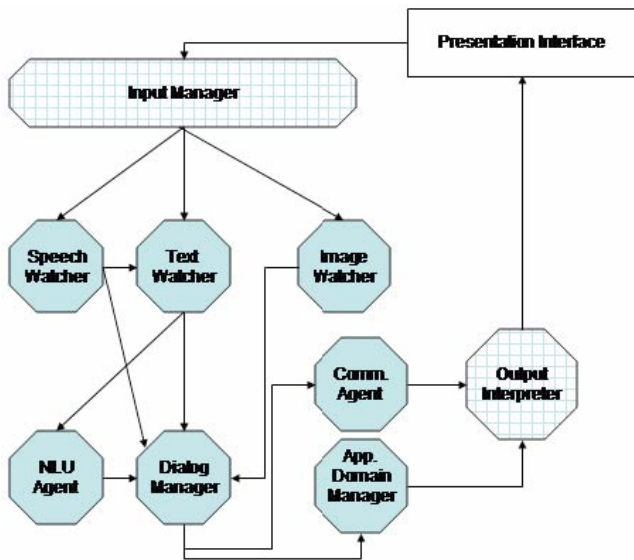 Presentation Interface
Input Manager
Speech
Watcher
Text
Watcher
Image
Watcher
Comm.
Agent
Output
Interpreter
NLU
Agent
Dialog
Manager
App.
Domain
Manager